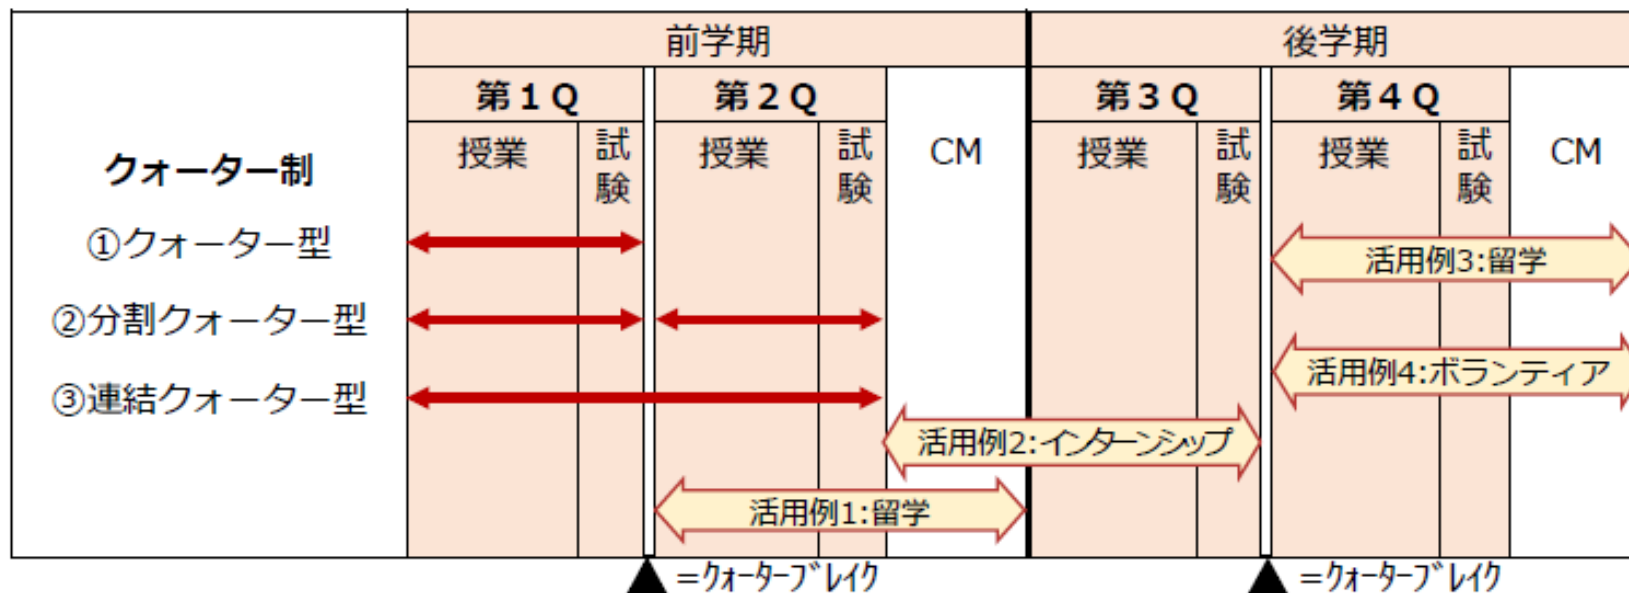 前学期 後学期
第１Q 第２Q 第３Q 第４Q
授業 試験 授業 試験 CM 授業 試験 授業 試験 CM
クォーター制
①クォーター型
活用例3:留学
②分割クォーター型
活用例4:ボランティア
③連結クォーター型
活用例2:インターンシップ
活用例1:留学
▲=ｸｫｰﾀｰﾌﾞﾚｲｸ ▲=ｸｫｰﾀｰﾌﾞﾚｲｸ